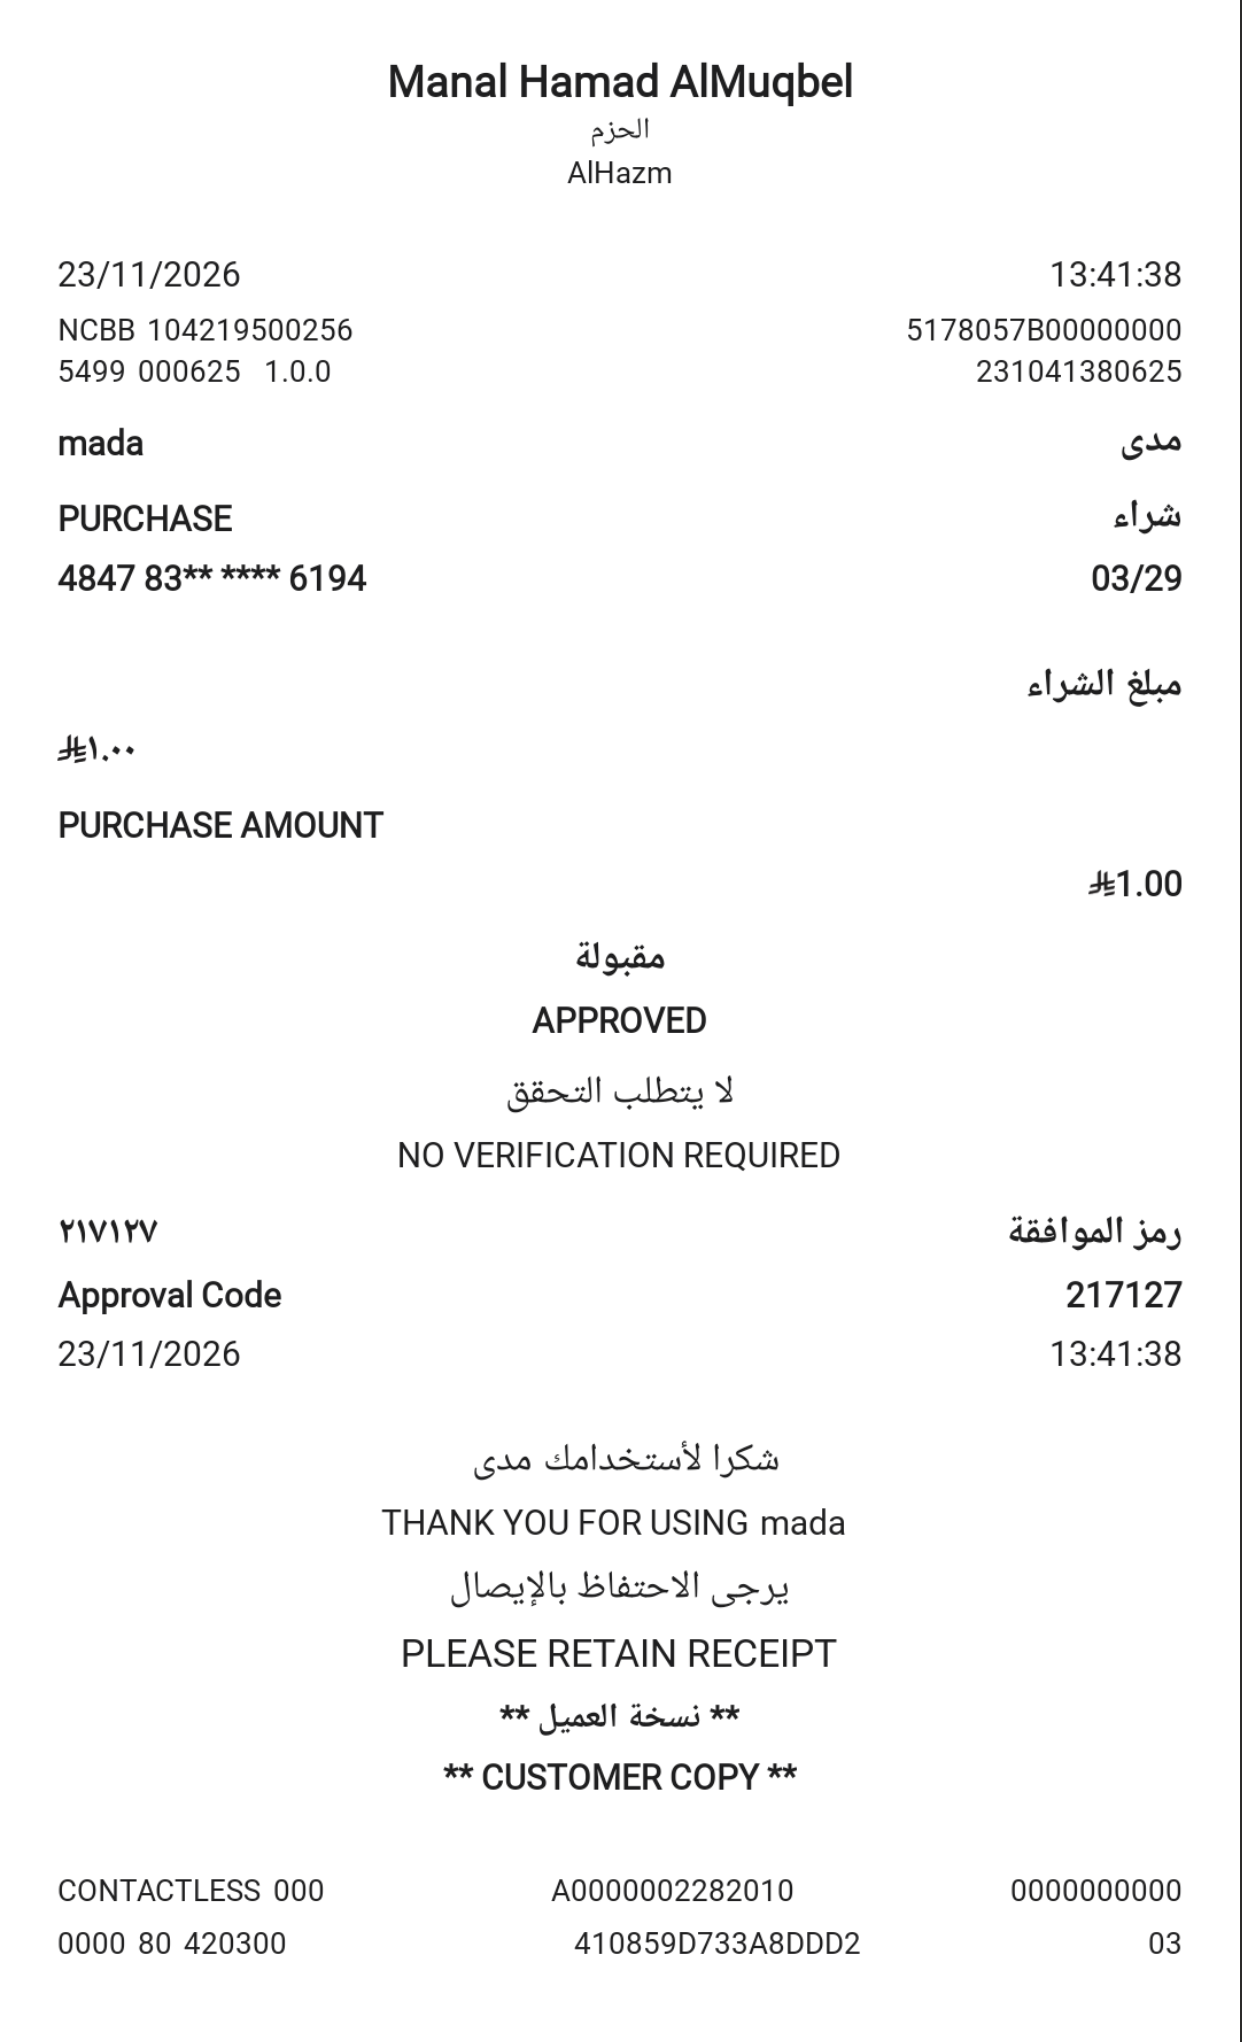 Manal Hamad AlMuqbel
الحزم
AlHazm
23/11/2026 13:41:38
NCBB 104219500256 5178057B00000000
5499 000625 1.0.0 231041380625
mada مدى
PURCHASE شراء
4847 83** **** 6194 03/29
مبلغ الشراء
⃁١.٠٠
PURCHASE AMOUNT
⃁1.00
مقبولة
APPROVED
لا يتطلب التحقق
NO VERIFICATION REQUIRED
رمز الموافقة ٢١٧١٢٧
Approval Code 217127
23/11/2026 13:41:38
شكرا لأستخدامك مدى
THANK YOU FOR USING mada
يرجى الاحتفاظ بالإيصال
PLEASE RETAIN RECEIPT
** نسخة العميل **
** CUSTOMER COPY **
CONTACTLESS 000 A0000002282010 0000000000
0000 80 420300 410859D733A8DDD2 03